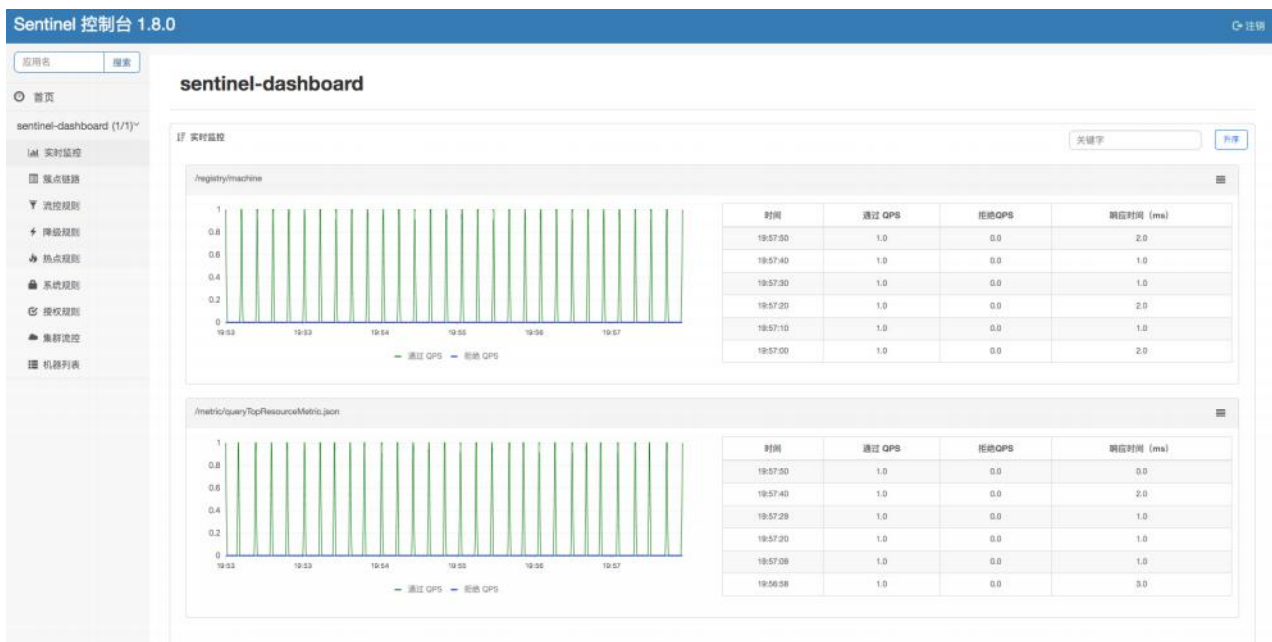 Sentinel 控制台 1.8.0
注销
应用名 搜索
首页
sentinel-dashboard (1/1)
实时监控
簇点链路
流控规则
降级规则
热点规则
系统规则
授权规则
集群流控
机器列表
sentinel-dashboard
实时监控 关键字 升序
/registry/machine
1
0.8
0.6
0.4
0.2
0
19:53 19:53 19:54 19:55 19:56 19:57
通过 QPS 拒绝 QPS
时间 通过 QPS 拒绝QPS 响应时间 (ms)
19:57:50 1.0 0.0 2.0
19:57:40 1.0 0.0 1.0
19:57:30 1.0 0.0 1.0
19:57:20 1.0 0.0 2.0
19:57:10 1.0 0.0 1.0
19:57:00 1.0 0.0 2.0
/metric/queryTopResourceMetric.json
1
0.8
0.6
0.4
0.2
0
19:53 19:53 19:54 19:55 19:56 19:57
通过 QPS 拒绝 QPS
时间 通过 QPS 拒绝QPS 响应时间 (ms)
19:57:50 1.0 0.0 0.0
19:57:40 1.0 0.0 2.0
19:57:29 1.0 0.0 1.0
19:57:20 1.0 0.0 1.0
19:57:09 1.0 0.0 1.0
19:56:58 1.0 0.0 3.0